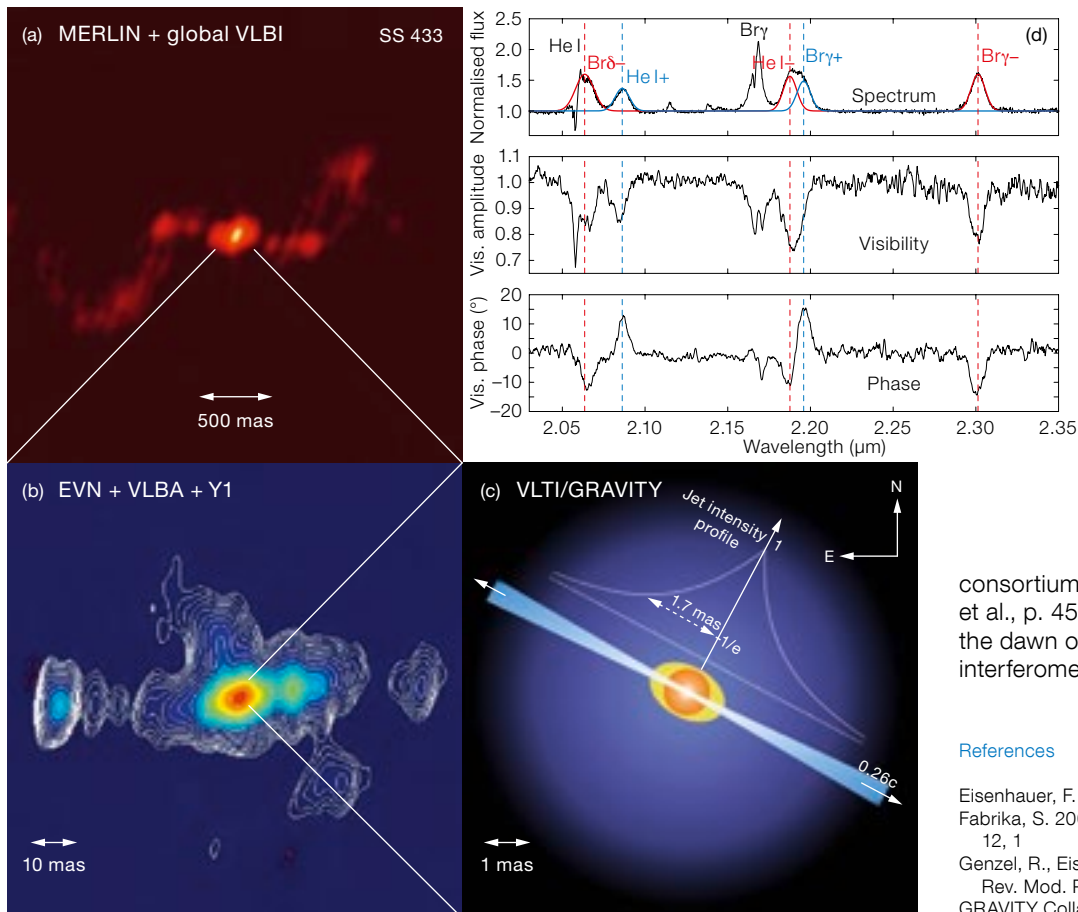 (a) MERLIN + global VLBI
SS 433
500 mas
(b) EVN + VLBA + Y1
10 mas
(c) VLTI/GRAVITY
Jet intensity
profile
1
1.7 mas
1/e
N
E
0.26c
1 mas
(d)
Normalised flux
2.5
2.0
1.5
1.0
He I
Brδ–
He I+
Brγ
He I–
Brγ+
Brγ–
Spectrum
Vis. amplitude
1.1
1.0
0.9
0.8
0.7
Visibility
Vis. phase (°)
20
10
0
–10
–20
Phase
2.05
2.10
2.15
2.20
2.25
2.30
2.35
Wavelength (µm)
consortium
et al., p. 45
the dawn o
interferome
References
Eisenhauer, F.
Fabrika, S. 200
12, 1
Genzel, R., Eis
Rev. Mod. P
GRAVITY Colla